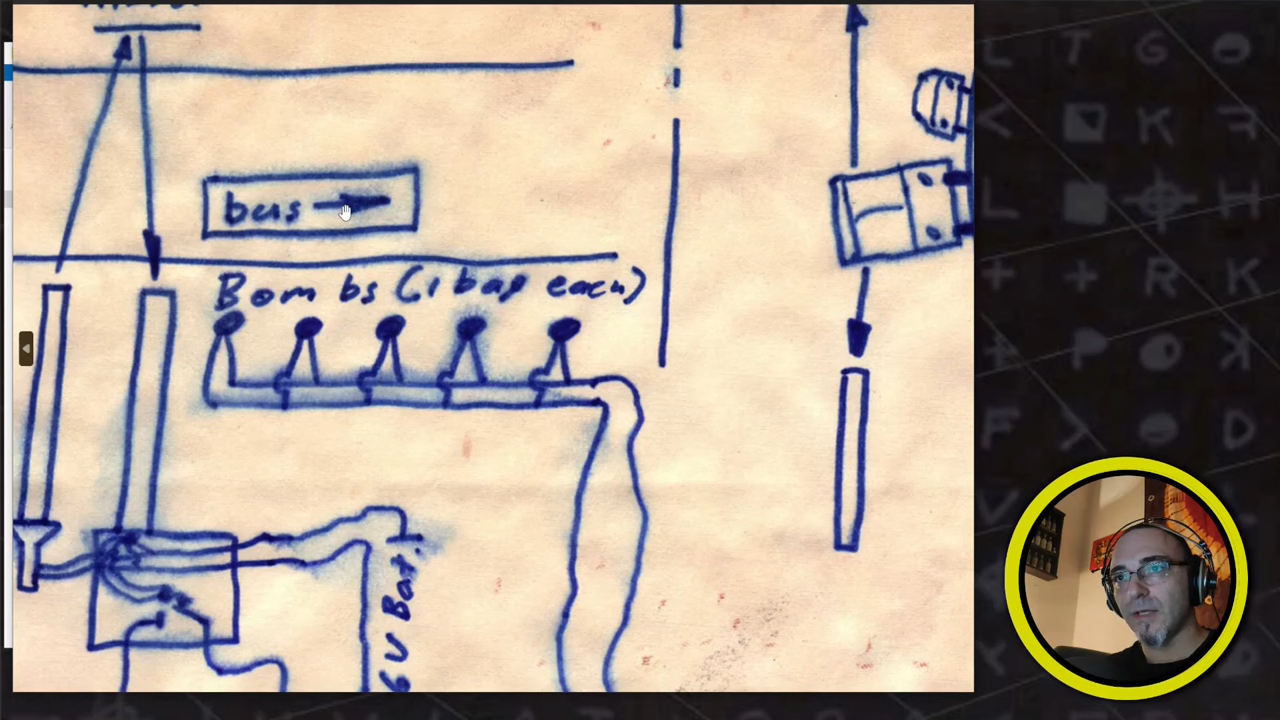 bus
Bombs (1 bag each)
6V Bat.
L T G
K
L H
+ + R K
P
F D